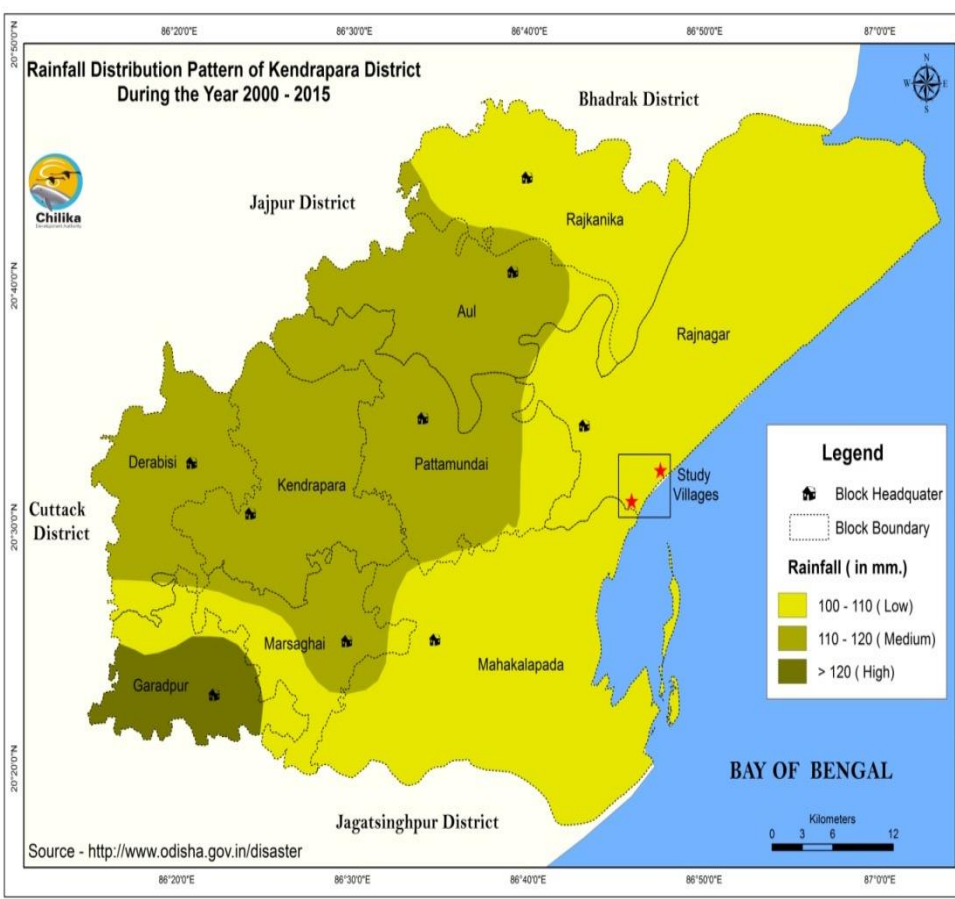 86°20'0"E
86°30'0"E
86°40'0"E
86°50'0"E
87°0'0"E
20°50'0"N
20°40'0"N
20°30'0"N
20°20'0"N
Rainfall Distribution Pattern of Kendrapara District
During the Year 2000 - 2015
N
W
E
S
Chilika
Development Authority
Bhadrak District
Jajpur District
Rajkanika
Aul
Rajnagar
Derabisi
Pattamundai
Kendrapara
Study
Villages
Cuttack
District
Marsaghai
Mahakalapada
Garadpur
Legend
Block Headquater
Block Boundary
Rainfall ( in mm.)
100 - 110 ( Low)
110 - 120 ( Medium)
> 120 ( High)
BAY OF BENGAL
Jagatsinghpur District
Kilometers
0 3 6 12
Source - http://www.odisha.gov.in/disaster
86°20'0"E
86°30'0"E
86°40'0"E
86°50'0"E
87°0'0"E